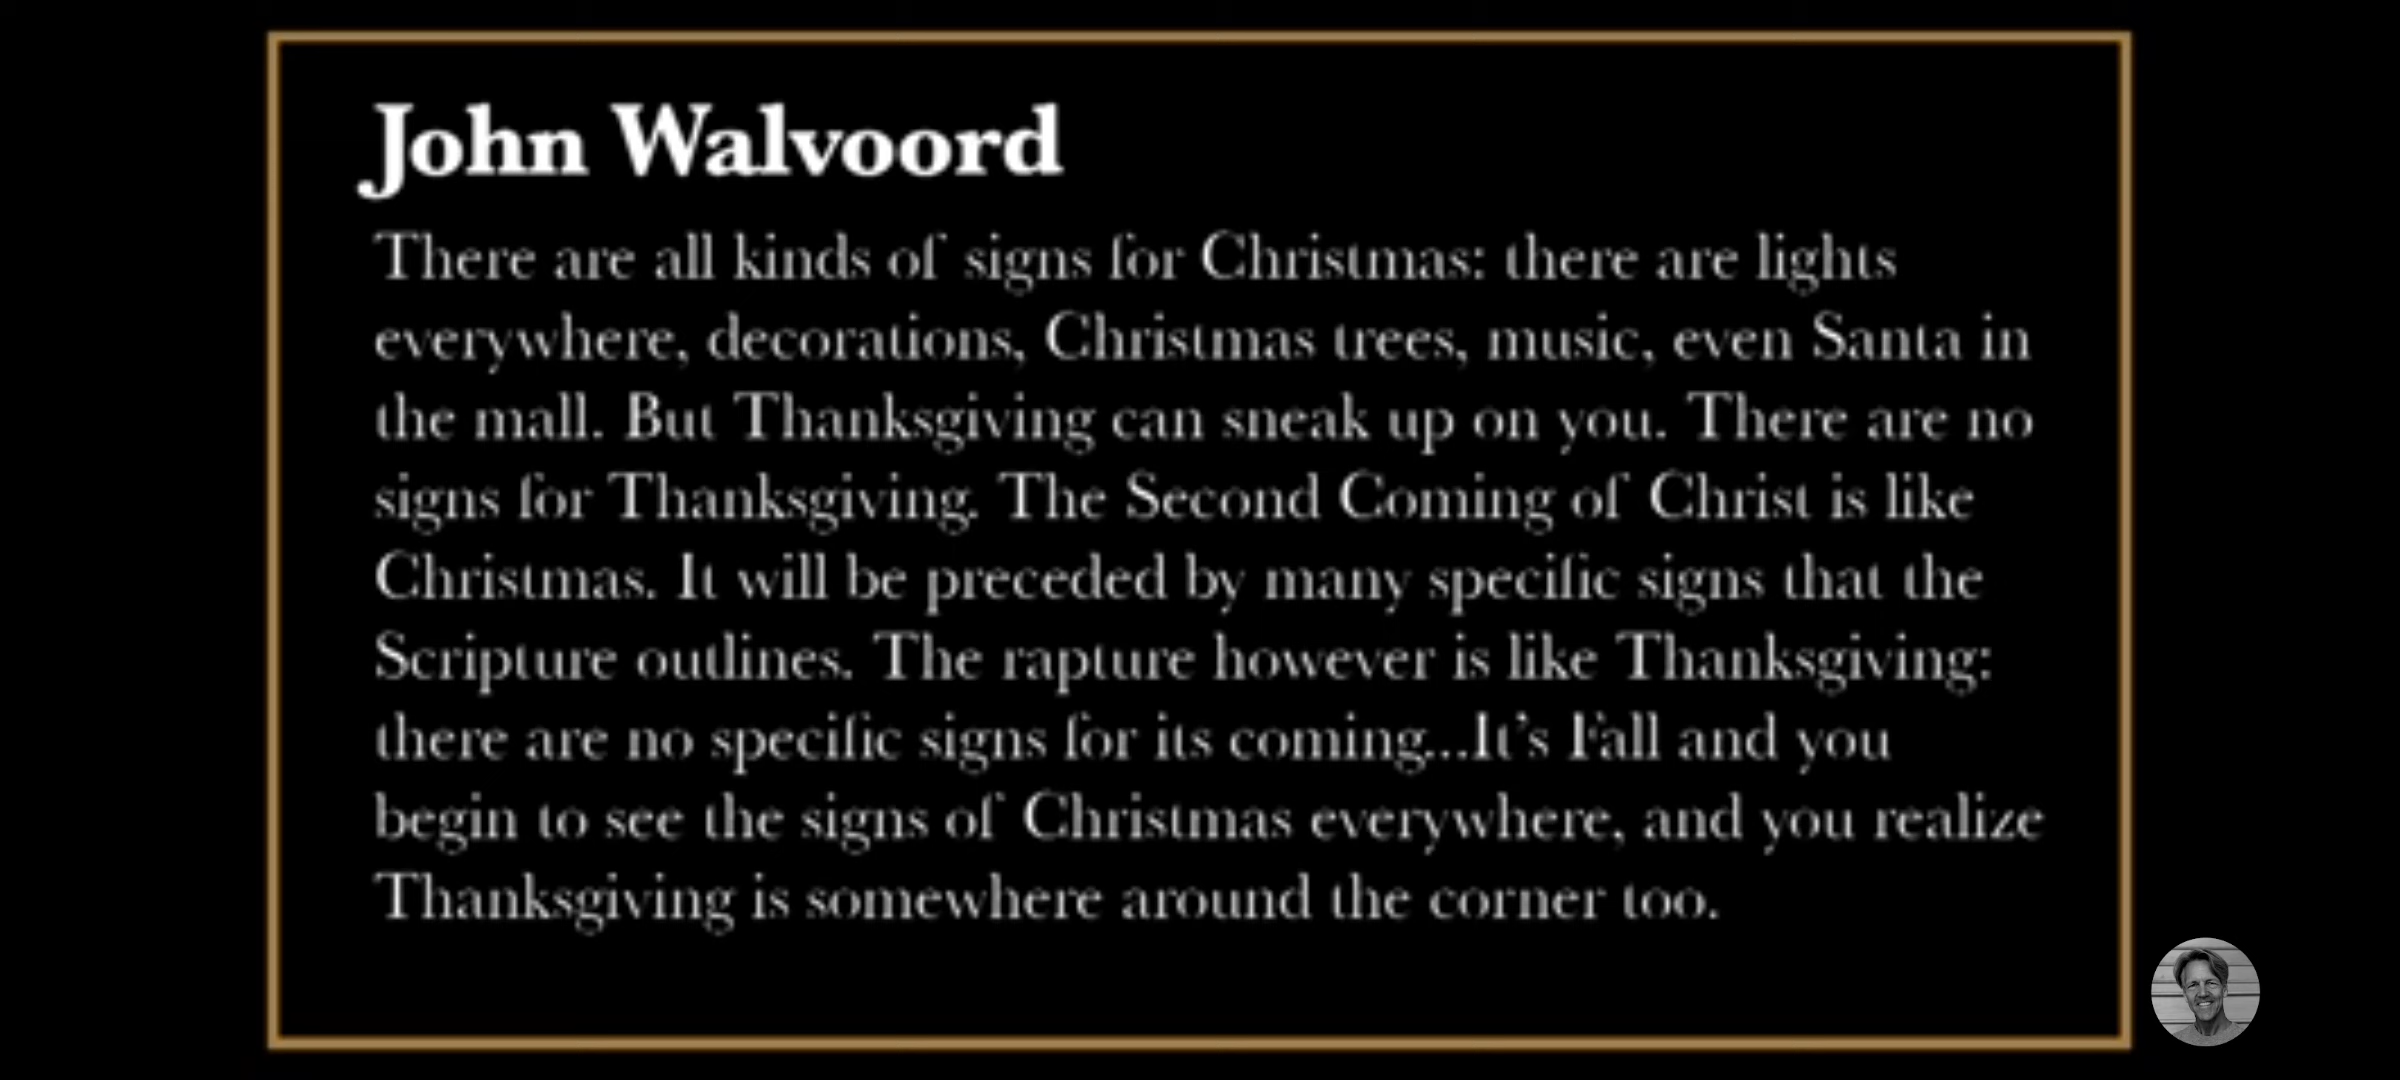 John Walvoord
There are all kinds of signs for Christmas: there are lights
everywhere, decorations, Christmas trees, music, even Santa in
the mall. But Thanksgiving can sneak up on you. There are no
signs for Thanksgiving. The Second Coming of Christ is like
Christmas. It will be preceded by many specific signs that the
Scripture outlines. The rapture however is like Thanksgiving:
there are no specific signs for its coming...It’s Fall and you
begin to see the signs of Christmas everywhere, and you realize
Thanksgiving is somewhere around the corner too.